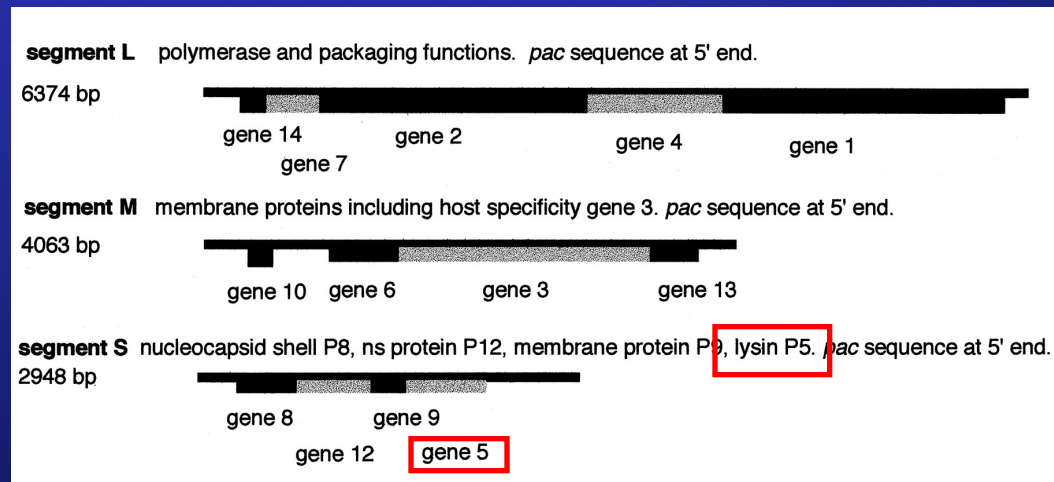 segment L polymerase and packaging functions. pac sequence at 5' end.
6374 bp
gene 14 gene 2 gene 4 gene 1
gene 7
segment M membrane proteins including host specificity gene 3. pac sequence at 5' end.
4063 bp
gene 10 gene 6 gene 3 gene 13
segment S nucleocapsid shell P8, ns protein P12, membrane protein P9, lysin P5. pac sequence at 5' end.
2948 bp
gene 8 gene 9
gene 12 gene 5